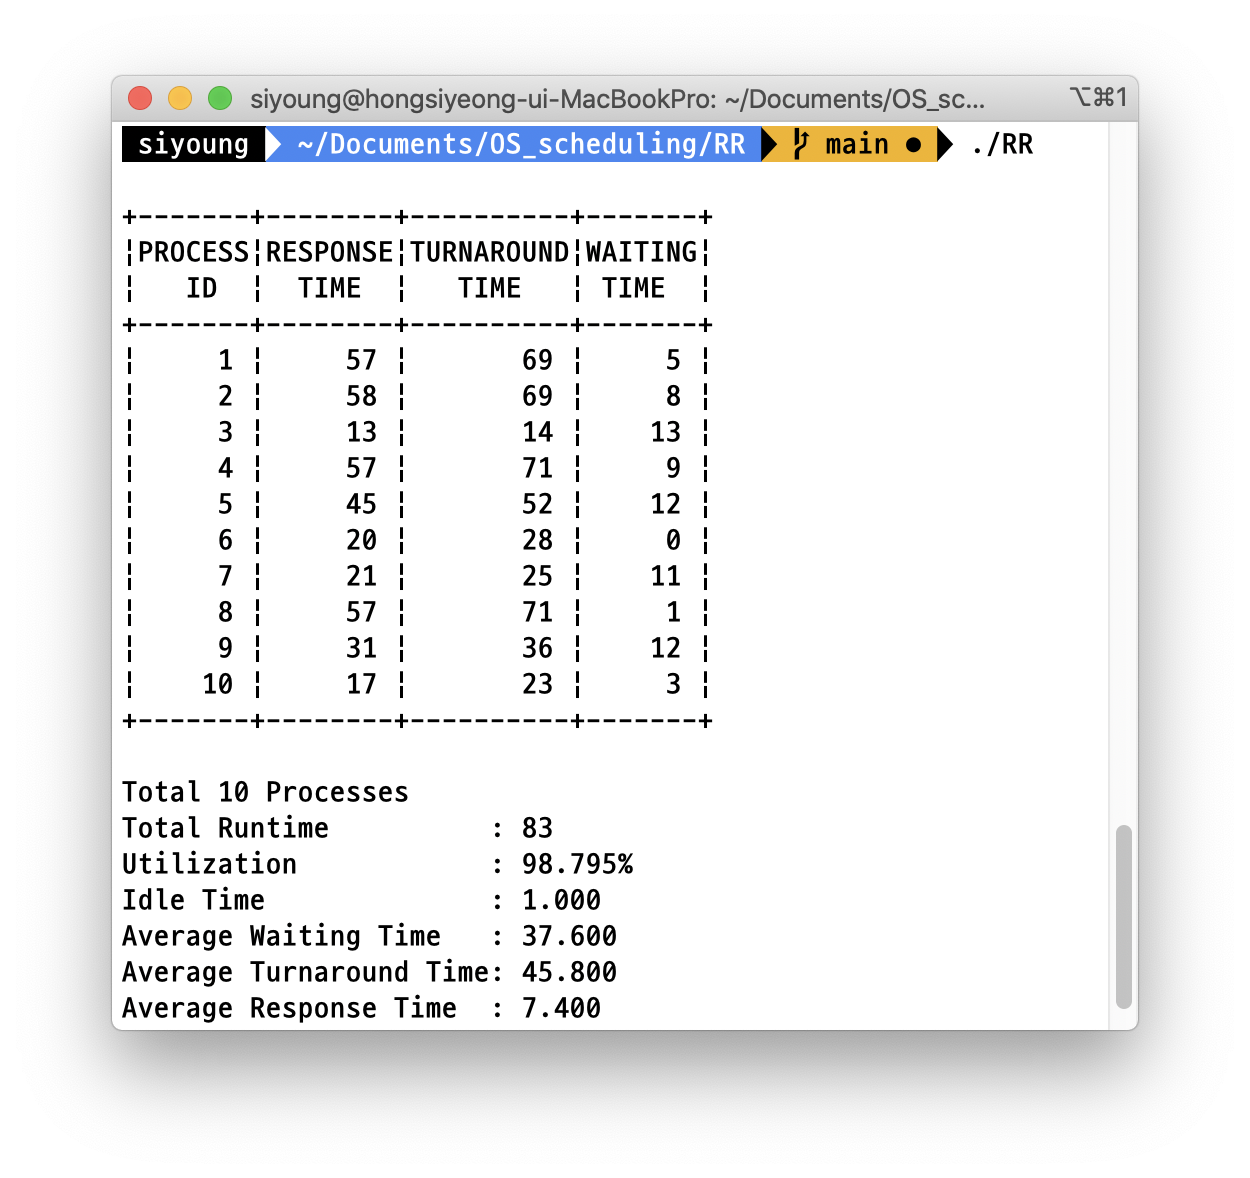 siyoung@hongsiyeong-ui-MacBookPro: ~/Documents/OS_sc... ⌥⌘1
siyoung ~/Documents/OS_scheduling/RR main ● ./RR
+-------+--------+----------+-------+
¦PROCESS¦RESPONSE¦TURNAROUND¦WAITING¦
¦   ID  ¦  TIME  ¦   TIME   ¦ TIME  ¦
+-------+--------+----------+-------+
¦     1 ¦     57 ¦       69 ¦     5 ¦
¦     2 ¦     58 ¦       69 ¦     8 ¦
¦     3 ¦     13 ¦       14 ¦    13 ¦
¦     4 ¦     57 ¦       71 ¦     9 ¦
¦     5 ¦     45 ¦       52 ¦    12 ¦
¦     6 ¦     20 ¦       28 ¦     0 ¦
¦     7 ¦     21 ¦       25 ¦    11 ¦
¦     8 ¦     57 ¦       71 ¦     1 ¦
¦     9 ¦     31 ¦       36 ¦    12 ¦
¦    10 ¦     17 ¦       23 ¦     3 ¦
+-------+--------+----------+-------+
Total 10 Processes
Total Runtime          : 83
Utilization            : 98.795%
Idle Time              : 1.000
Average Waiting Time   : 37.600
Average Turnaround Time: 45.800
Average Response Time  : 7.400